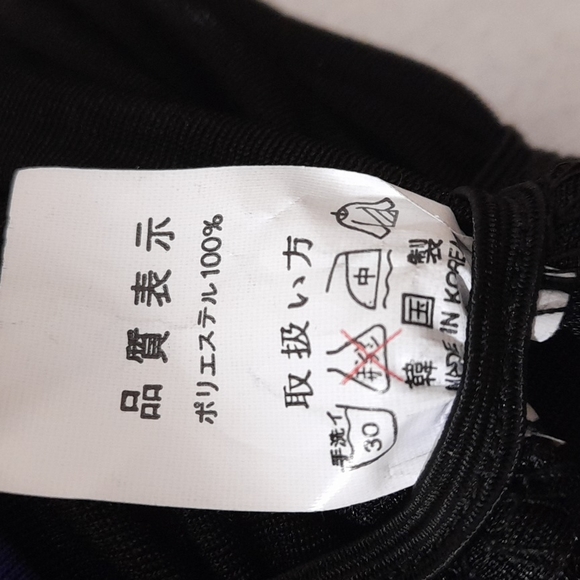 品質表示
ポリエステル100%
取扱い方
手洗イ
30
中
韓国製
MADE IN KOREA